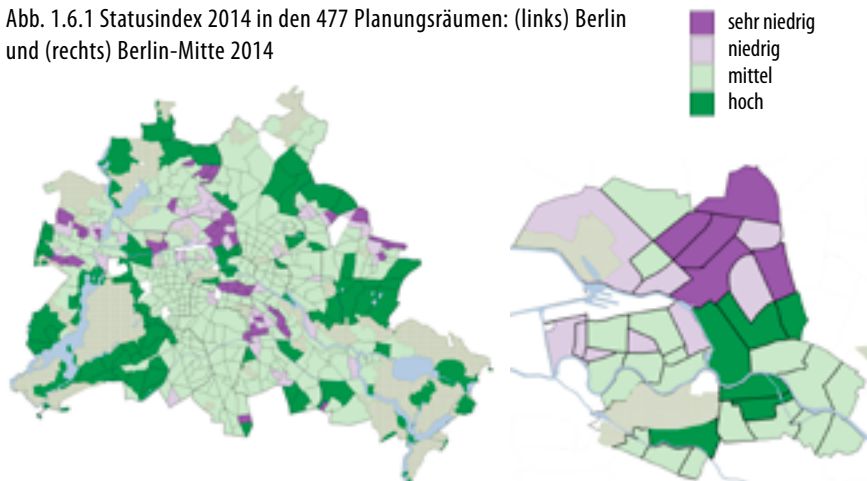 Abb. 1.6.1 Statusindex 2014 in den 477 Planungsräumen: (links) Berlin
und (rechts) Berlin-Mitte 2014
sehr niedrig
niedrig
mittel
hoch